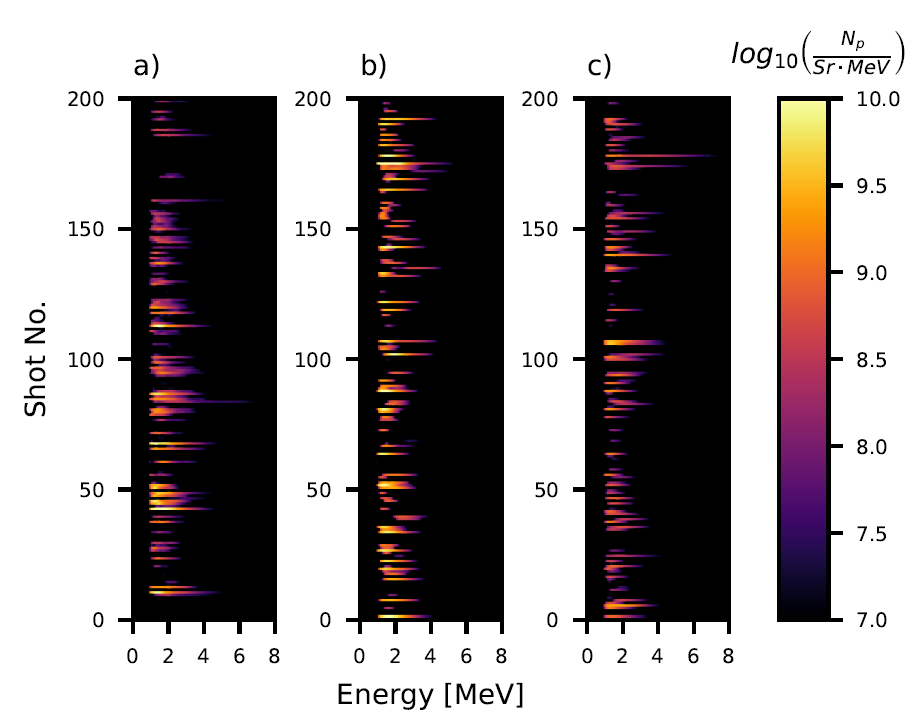 a) b) c) log10(Np/Sr·MeV)
200 200 200 10.0
9.5
150 150 150
9.0
Shot No. 100 100 100 8.5
8.0
50 50 50
7.5
0 0 0 7.0
0 2 4 6 8 0 2 4 6 8 0 2 4 6 8
Energy [MeV]